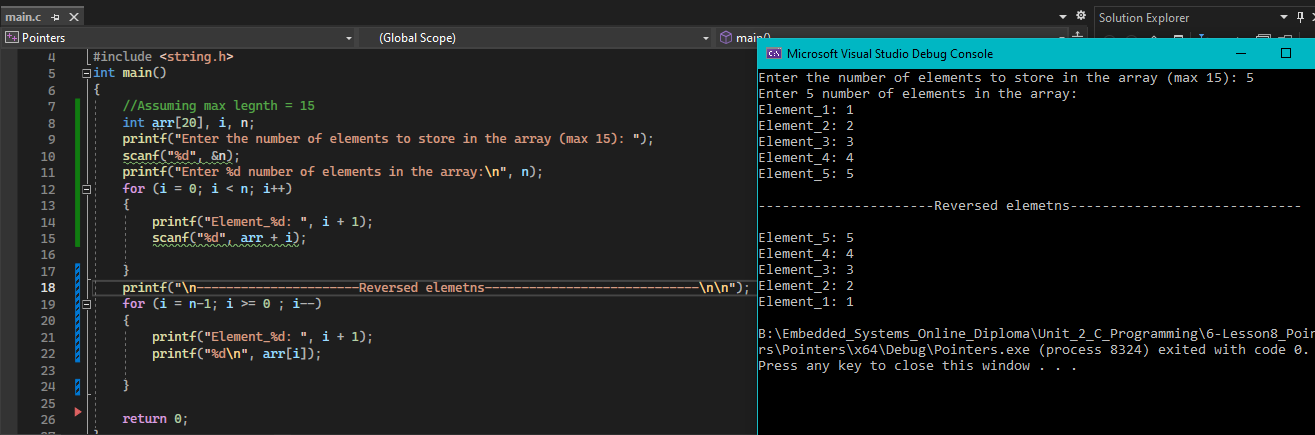 main.c
Solution Explorer
Pointers
(Global Scope)
main()
4 #include <string.h>
5 int main()
6 {
7 //Assuming max legnth = 15
8 int arr[20], i, n;
9 printf("Enter the number of elements to store in the array (max 15): ");
10 scanf("%d", &n);
11 printf("Enter %d number of elements in the array:\n", n);
12 for (i = 0; i < n; i++)
13 {
14 printf("Element_%d: ", i + 1);
15 scanf("%d", arr + i);
16
17 }
18 printf("\n----------------------Reversed elemetns-----------------------------\n\n");
19 for (i = n-1; i >= 0 ; i--)
20 {
21 printf("Element_%d: ", i + 1);
22 printf("%d\n", arr[i]);
23
24 }
25
26 return 0;
27 }
Microsoft Visual Studio Debug Console
Enter the number of elements to store in the array (max 15): 5
Enter 5 number of elements in the array:
Element_1: 1
Element_2: 2
Element_3: 3
Element_4: 4
Element_5: 5
----------------------Reversed elemetns-----------------------------
Element_5: 5
Element_4: 4
Element_3: 3
Element_2: 2
Element_1: 1
B:\Embedded_Systems_Online_Diploma\Unit_2_C_Programming\6-Lesson8_Poin
rs\Pointers\x64\Debug\Pointers.exe (process 8324) exited with code 0.
Press any key to close this window . . .